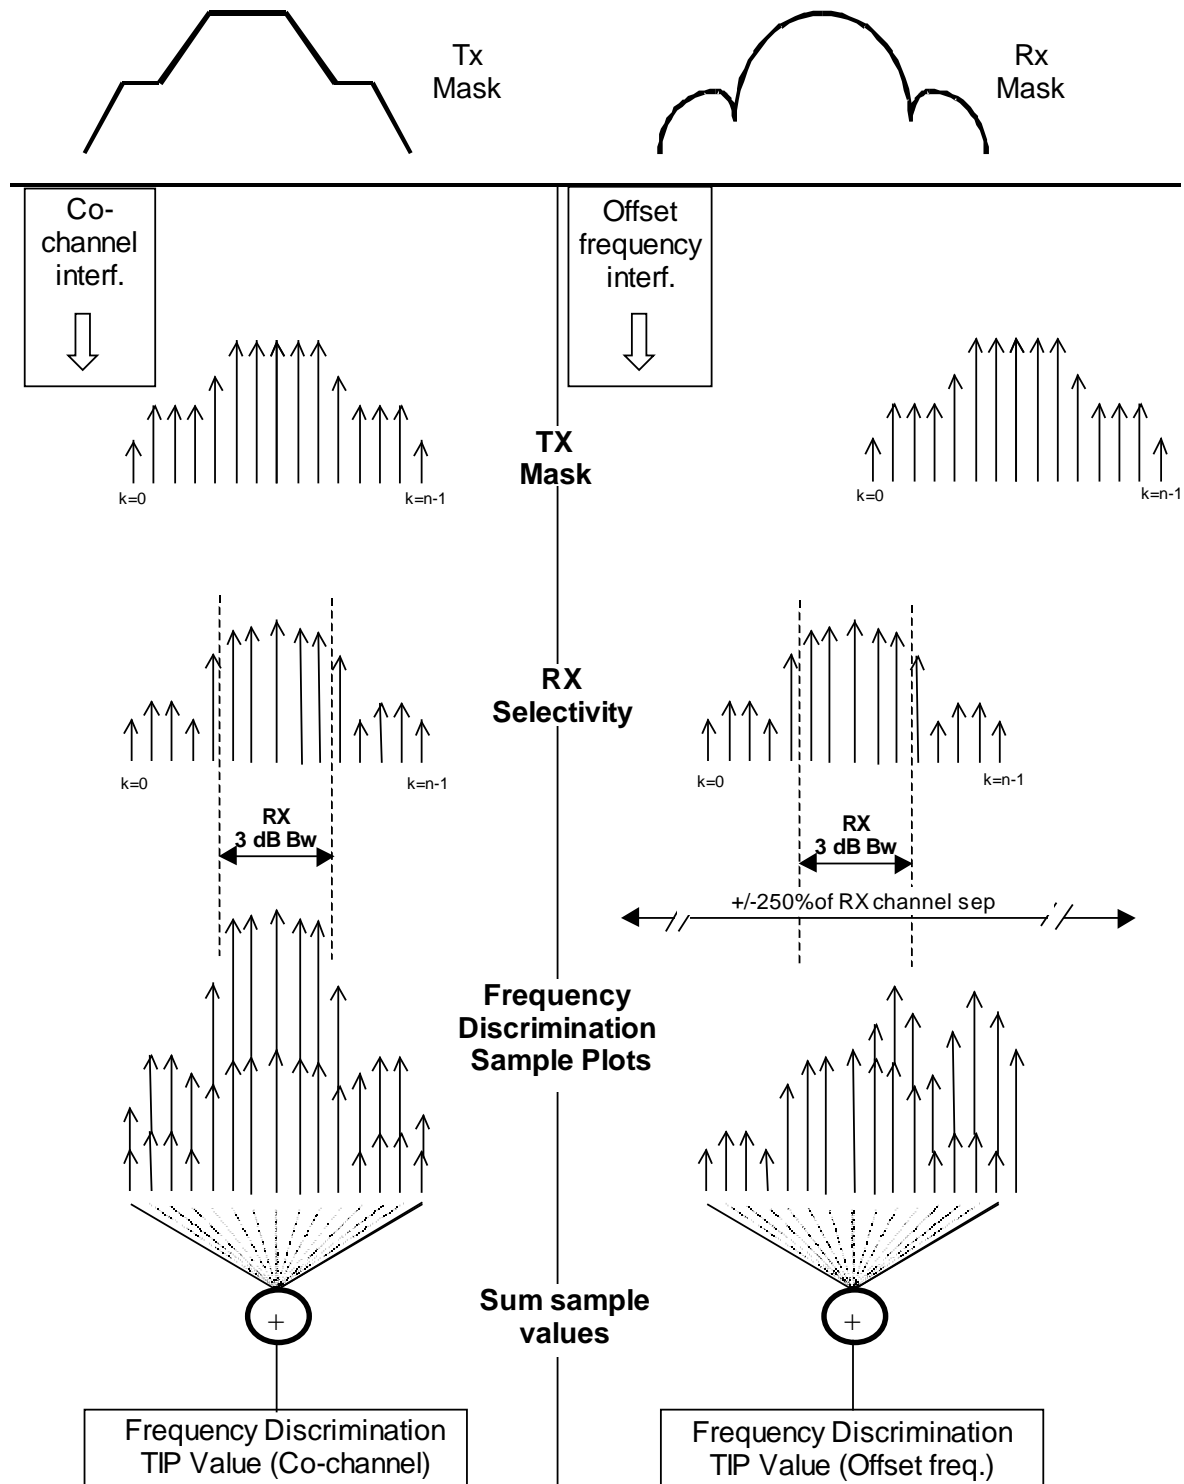 Tx
Mask
Rx
Mask
Co-
channel
interf.
Offset
frequency
interf.
TX
Mask
k=0
k=n-1
k=0
k=n-1
RX
Selectivity
k=0
k=n-1
k=0
k=n-1
RX
3 dB Bw
RX
3 dB Bw
+/-250%of RX channel sep
Frequency
Discrimination
Sample Plots
Sum sample
values
+
+
Frequency Discrimination
TIP Value (Co-channel)
Frequency Discrimination
TIP Value (Offset freq.)